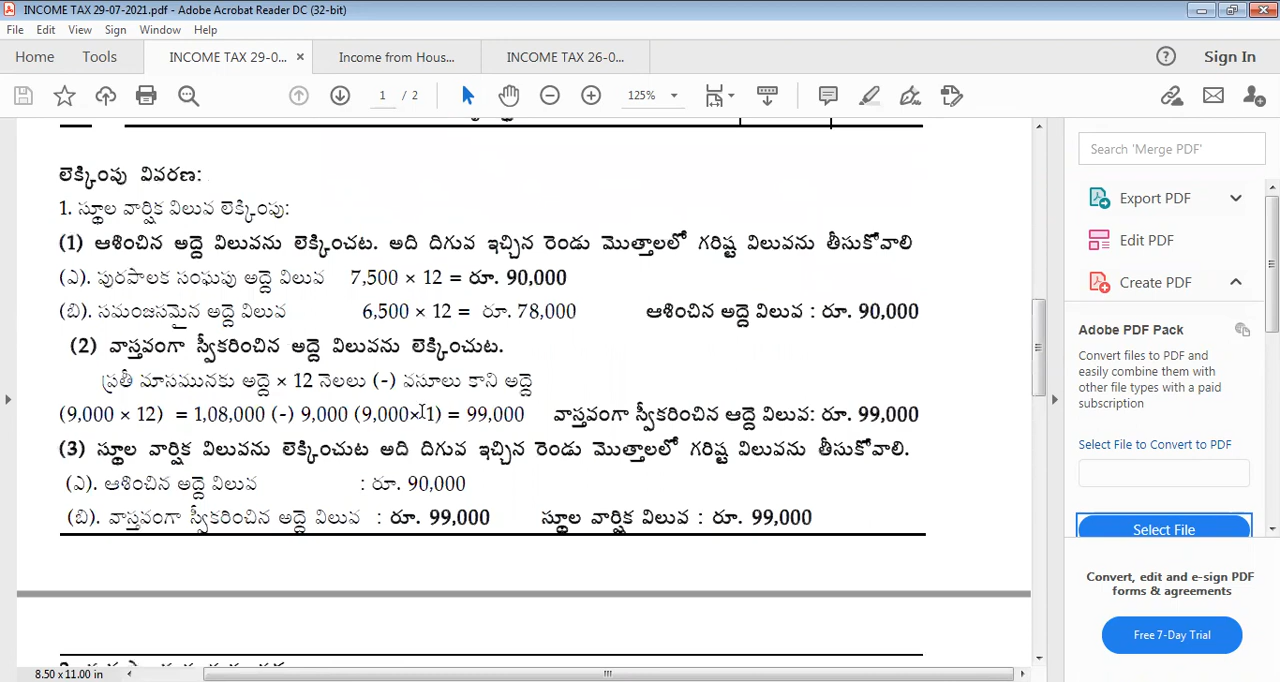 INCOME TAX 29-07-2021.pdf - Adobe Acrobat Reader DC (32-bit)
File Edit View Sign Window Help
Home Tools INCOME TAX 29-0... × Income from Hous... INCOME TAX 26-0... Sign In
1 / 2 125%
లెక్కింపు వివరణ:
1. స్థూల వార్షిక విలువ లెక్కింపు:
(1) ఆశించిన అద్దె విలువను లెక్కించటు. అది దిగువ ఇచ్చిన రెండు మొత్తాలలో గరిష్ట విలువను తీసుకోవాలి
(ఎ). పురపాలక సంఘపు అద్దె విలువ 7,500 × 12 = రూ. 90,000
(బి). సమంజసమైన అద్దె విలువ 6,500 × 12 = రూ. 78,000 ఆశించిన అద్దె విలువ : రూ. 90,000
(2) వాస్తవంగా స్వీకరించిన అద్దె విలువను లెక్కించుట.
ప్రతీ మాసమునకు అద్దె × 12 నెలలు (-) వసూలు కాని అద్దె
(9,000 × 12) = 1,08,000 (-) 9,000 (9,000×1) = 99,000 వాస్తవంగా స్వీకరించిన ఆద్దె విలువ: రూ. 99,000
(3) స్థూల వార్షిక విలువను లెక్కించుట అది దిగువ ఇచ్చిన రెండు మొత్తాలలో గరిష్ట విలువను తీసుకోవాలి.
(ఎ). ఆశించిన అద్దె విలువ : రూ. 90,000
(బి). వాస్తవంగా స్వీకరించిన అద్దె విలువ : రూ. 99,000 స్థూల వార్షిక విలువ : రూ. 99,000
8.50 x 11.00 in
Search 'Merge PDF'
Export PDF
Edit PDF
Create PDF
Adobe PDF Pack
Convert files to PDF and
easily combine them with
other file types with a paid
subscription
Select File to Convert to PDF
Select File
Convert, edit and e-sign PDF
forms & agreements
Free 7-Day Trial